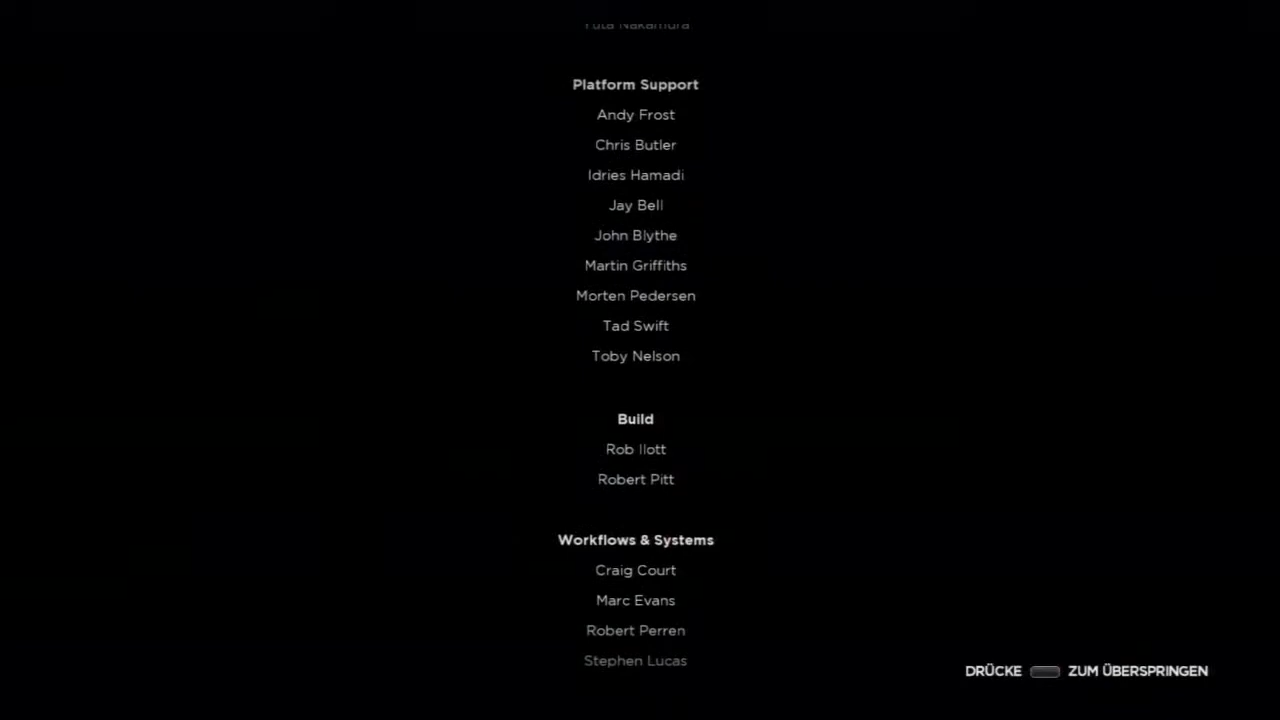 Yuta Nakamura
Platform Support
Andy Frost
Chris Butler
Idries Hamadi
Jay Bell
John Blythe
Martin Griffiths
Morten Pedersen
Tad Swift
Toby Nelson
Build
Rob Ilott
Robert Pitt
Workflows & Systems
Craig Court
Marc Evans
Robert Perren
Stephen Lucas
DRÜCKE ZUM ÜBERSPRINGEN